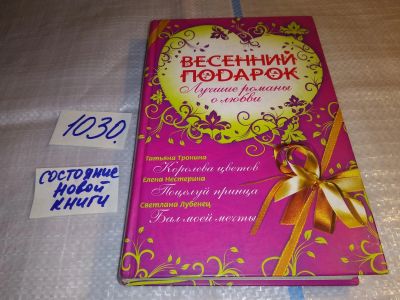 ВЕСЕННИЙ
ПОДАРОК
Лучшие романы
о любви
Татьяна Тронина
Королева цветов
Елена Нестерина
Поцелуй принца
Светлана Лубенец
Бал моей мечты
1030.
состояние
новой
книги